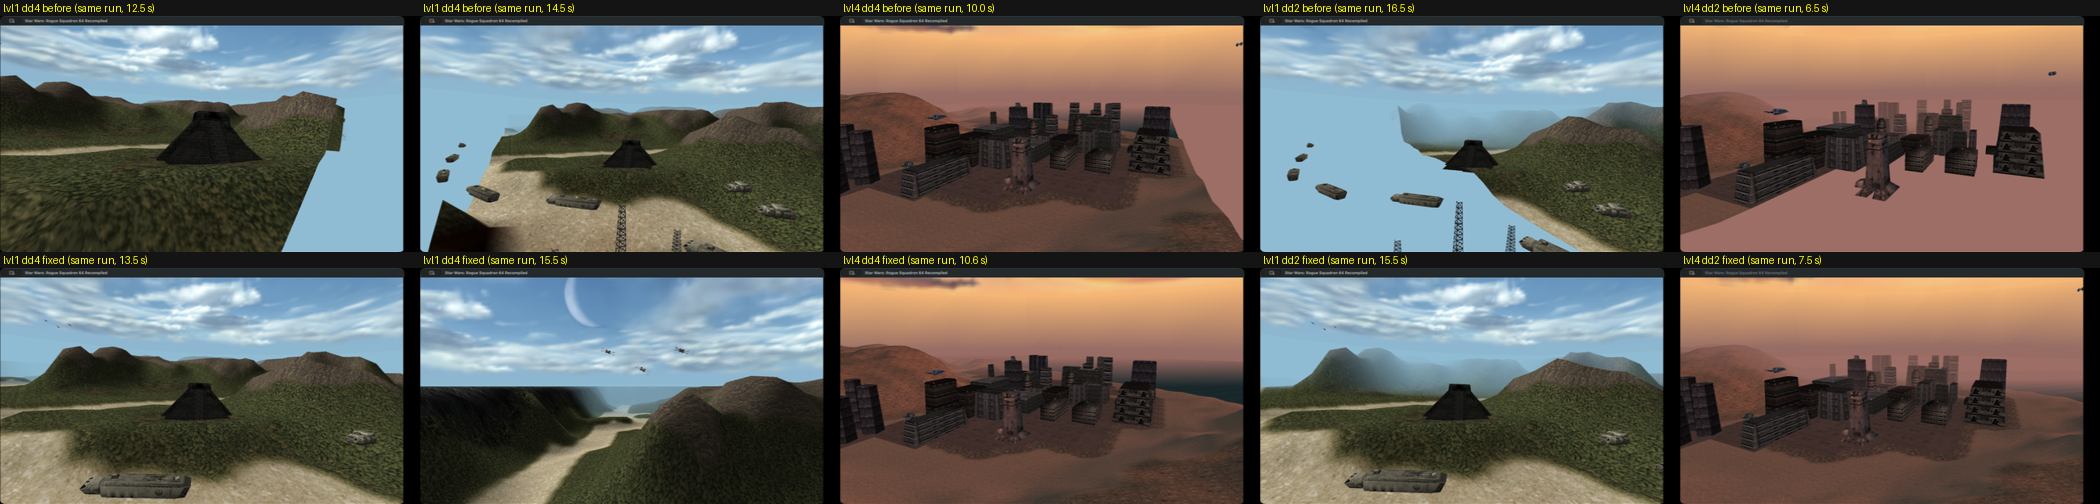 lvl1 dd4 before (same run, 12.5 s)
lvl1 dd4 before (same run, 14.5 s)
lvl4 dd4 before (same run, 10.0 s)
lvl1 dd2 before (same run, 16.5 s)
lvl4 dd2 before (same run, 6.5 s)
Star Wars: Rogue Squadron 64 Recompiled
Star Wars: Rogue Squadron 64 Recompiled
Star Wars: Rogue Squadron 64 Recompiled
Star Wars: Rogue Squadron 64 Recompiled
Star Wars: Rogue Squadron 64 Recompiled
lvl1 dd4 fixed (same run, 13.5 s)
lvl1 dd4 fixed (same run, 15.5 s)
lvl4 dd4 fixed (same run, 10.6 s)
lvl1 dd2 fixed (same run, 15.5 s)
lvl4 dd2 fixed (same run, 7.5 s)
Star Wars: Rogue Squadron 64 Recompiled
Star Wars: Rogue Squadron 64 Recompiled
Star Wars: Rogue Squadron 64 Recompiled
Star Wars: Rogue Squadron 64 Recompiled
Star Wars: Rogue Squadron 64 Recompiled